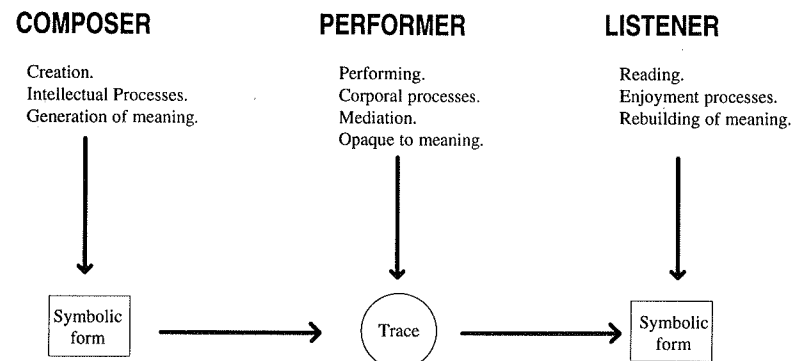 COMPOSER
Creation.
Intellectual Processes.
Generation of meaning.
PERFORMER
Performing.
Corporal processes.
Mediation.
Opaque to meaning.
LISTENER
Reading.
Enjoyment processes.
Rebuilding of meaning.
Symbolic
form
Trace
Symbolic
form